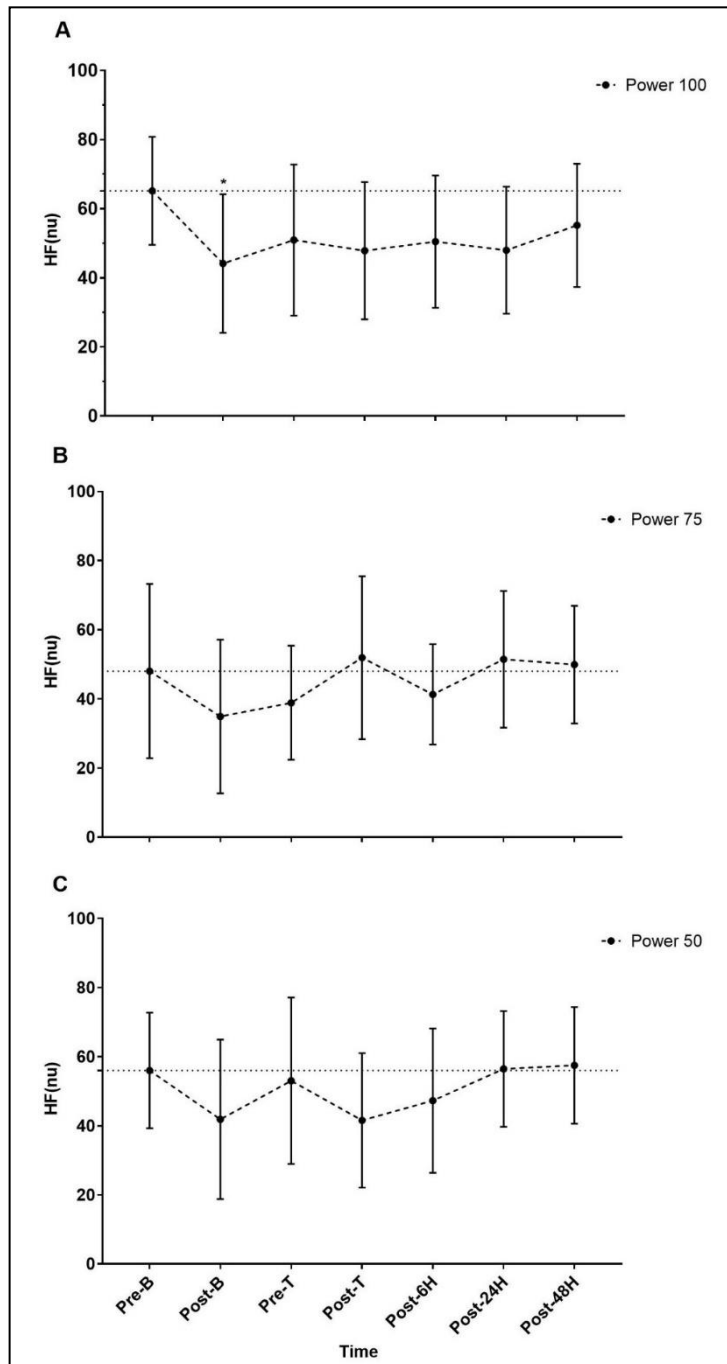 A
Power 100
100
80
*
60
HF(nu)
40
20
0
B
Power 75
100
80
60
HF(nu)
40
20
0
C
Power 50
100
80
60
HF(nu)
40
20
0
Pre-B
Post-B
Pre-T
Post-T
Post-6H
Post-24H
Post-48H
Time